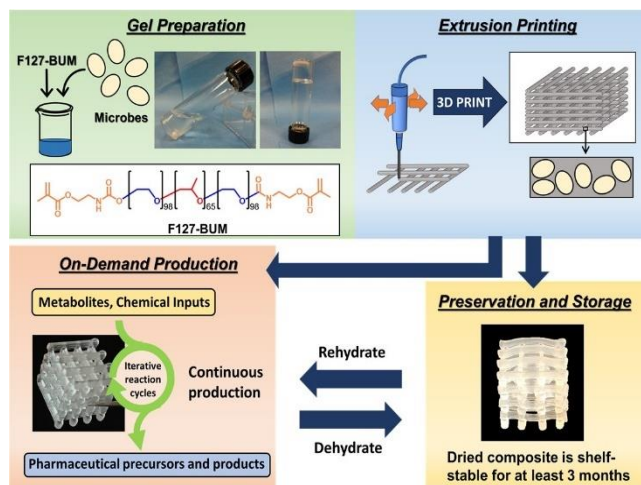 Gel Preparation
F127-BUM
Microbes
O
O
O
N
H
O
O
98
O
65
O
98
O
N
H
O
O
O
F127-BUM
Extrusion Printing
3D PRINT
On-Demand Production
Metabolites, Chemical Inputs
Iterative
reaction
cycles
Continuous
production
Pharmaceutical precursors and products
Rehydrate
Dehydrate
Preservation and Storage
Dried composite is shelf-
stable for at least 3 months